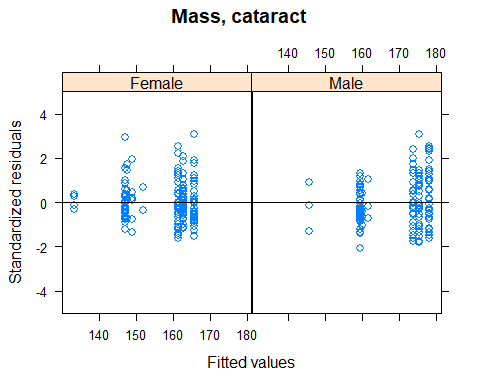 Mass, cataract
140 150 160 170 180
Female Male
4
2
0
-2
-4
Standardized residuals
140 150 160 170 180
Fitted values